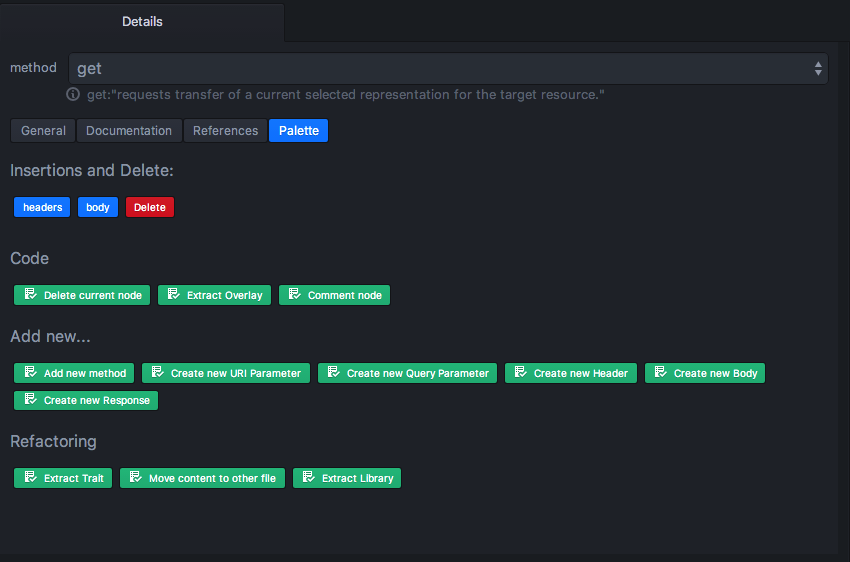 Details
method get
get:"requests transfer of a current selected representation for the target resource."
General Documentation References Palette
Insertions and Delete:
headers body Delete
Code
Delete current node Extract Overlay Comment node
Add new...
Add new method Create new URI Parameter Create new Query Parameter Create new Header Create new Body
Create new Response
Refactoring
Extract Trait Move content to other file Extract Library